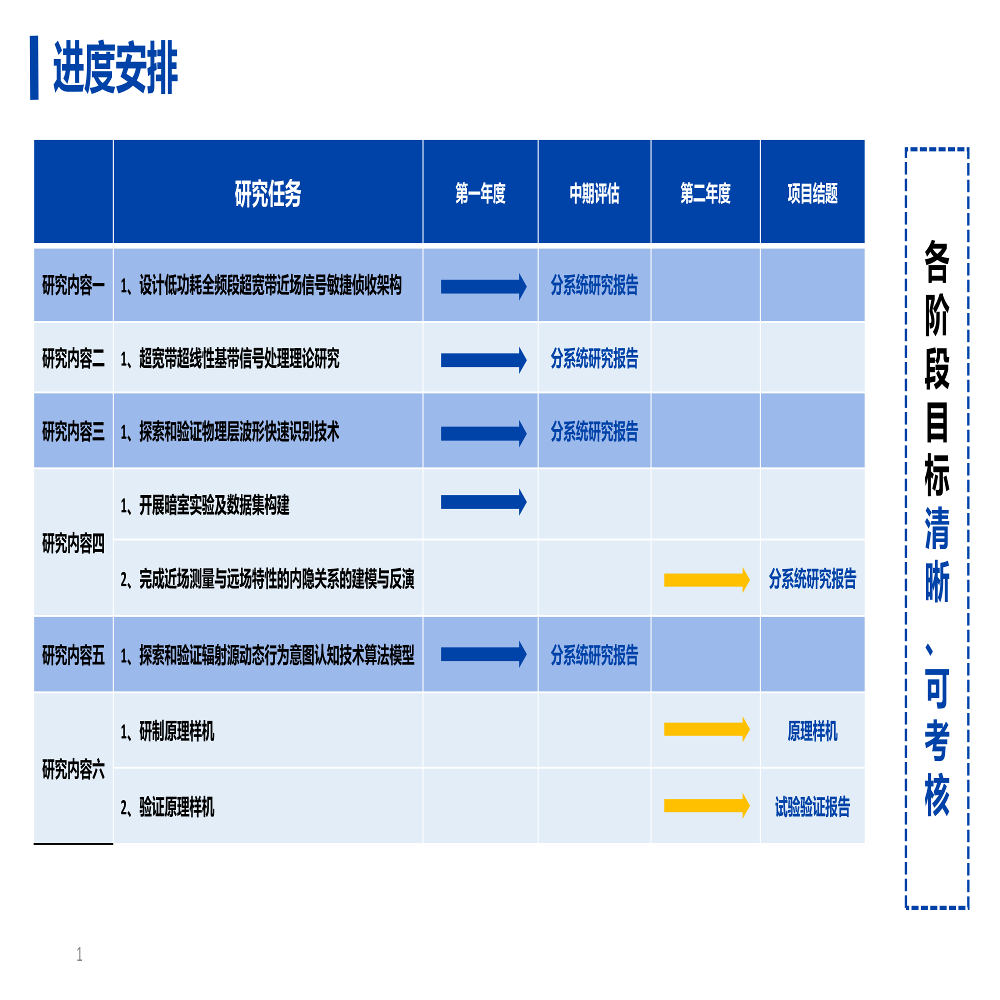 进度安排
研究任务 第一年度 中期评估 第二年度 项目结题
研究内容一 1、设计低功耗全频段超宽带近场信号敏捷侦收架构 分系统研究报告
研究内容二 1、超宽带超线性基带信号处理理论研究 分系统研究报告
研究内容三 1、探索和验证物理层波形快速识别技术 分系统研究报告
研究内容四
1、开展暗室实验及数据集构建
2、完成近场测量与远场特性的内隐关系的建模与反演 分系统研究报告
研究内容五 1、探索和验证辐射源动态行为意图认知技术算法模型 分系统研究报告
研究内容六
1、研制原理样机 原理样机
2、验证原理样机 试验验证报告
各阶段目标清晰、可考核
1